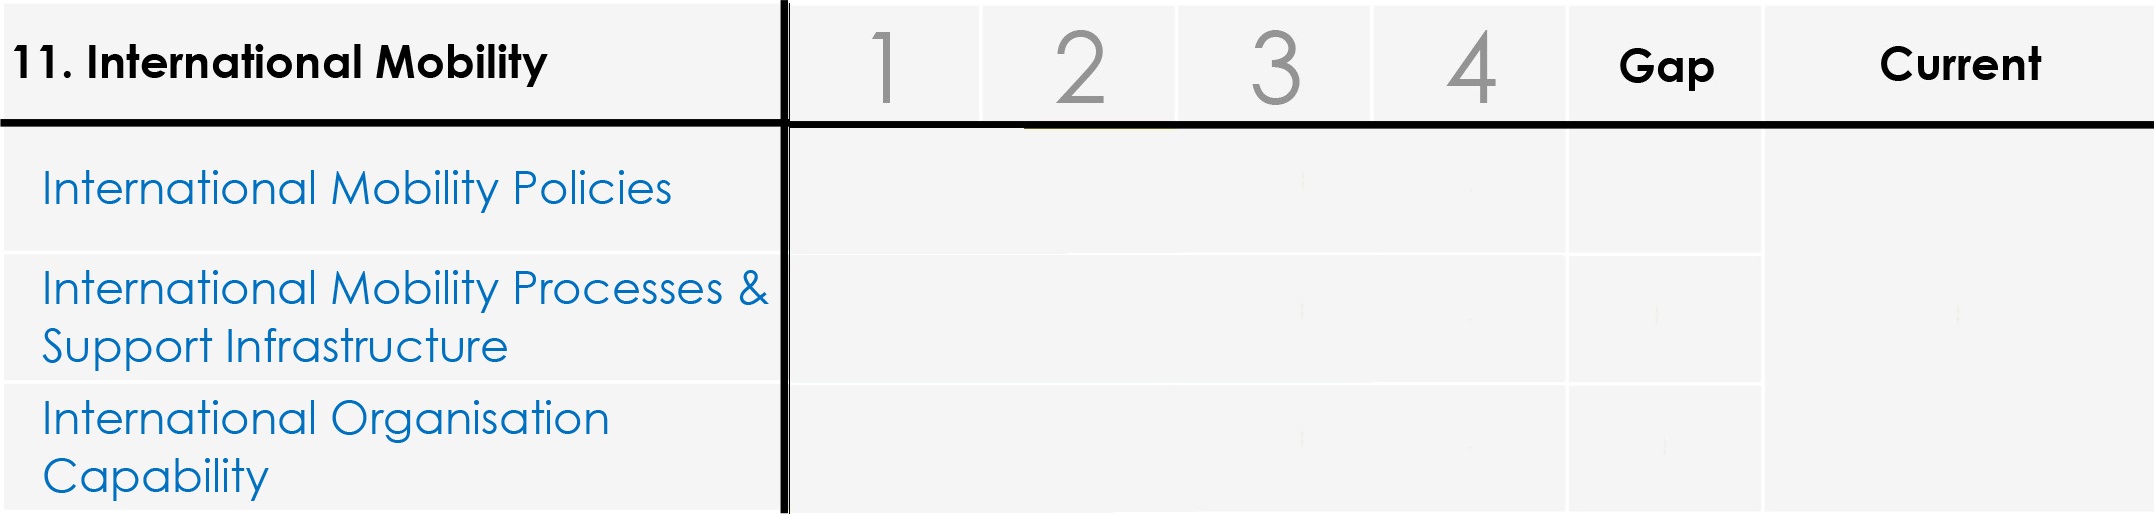 11. International Mobility 1 2 3 4 Gap Current
International Mobility Policies
International Mobility Processes &
Support Infrastructure
International Organisation
Capability